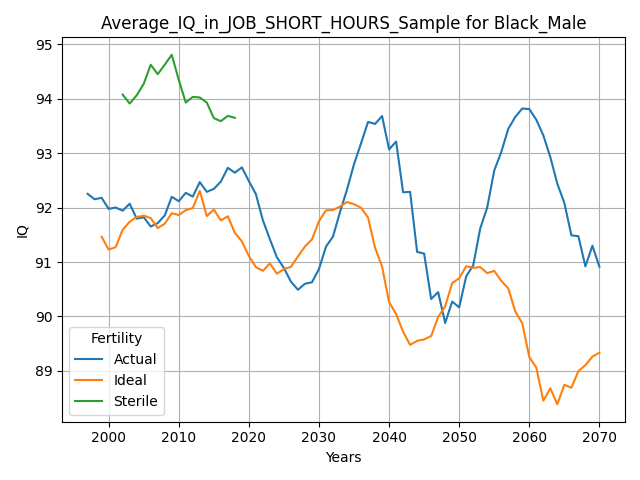 Average_IQ_in_JOB_SHORT_HOURS_Sample for Black_Male
95
94
93
92
91
90
89
IQ
Fertility
Actual
Ideal
Sterile
2000 2010 2020 2030 2040 2050 2060 2070
Years